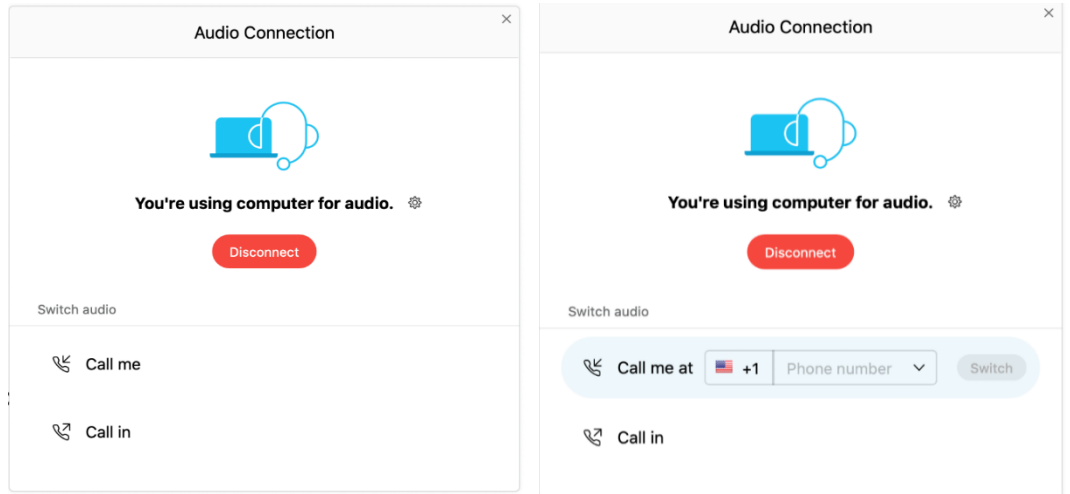 Audio Connection
You're using computer for audio.
Disconnect
Switch audio
Call me
Call in
Audio Connection
You're using computer for audio.
Disconnect
Switch audio
Call me at +1 Phone number Switch
Call in